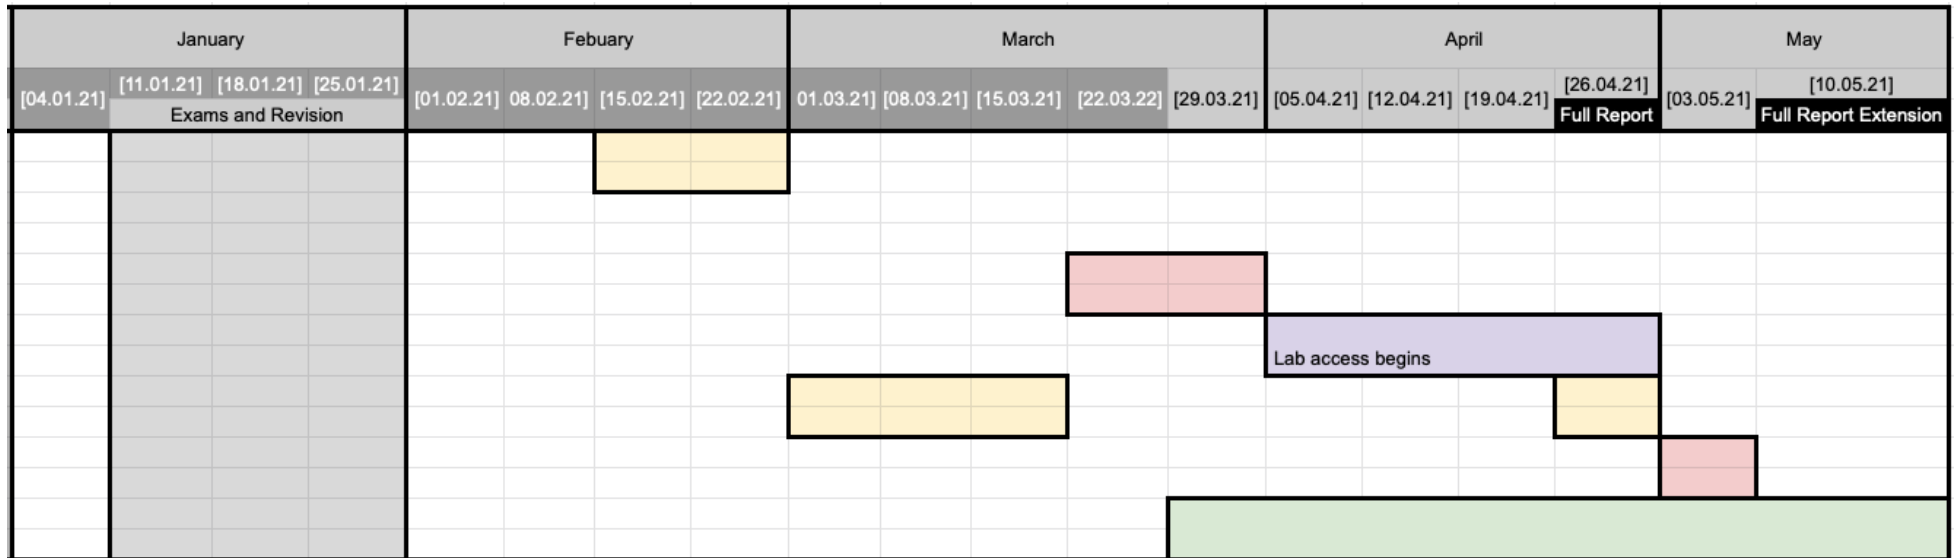 January Febuary March April May
[04.01.21] [11.01.21] [18.01.21] [25.01.21] [01.02.21] 08.02.21] [15.02.21] [22.02.21] 01.03.21] [08.03.21] [15.03.21] [22.03.22] [29.03.21] [05.04.21] [12.04.21] [19.04.21] [26.04.21] [03.05.21] [10.05.21]
Exams and Revision Full Report Full Report Extension
Lab access begins